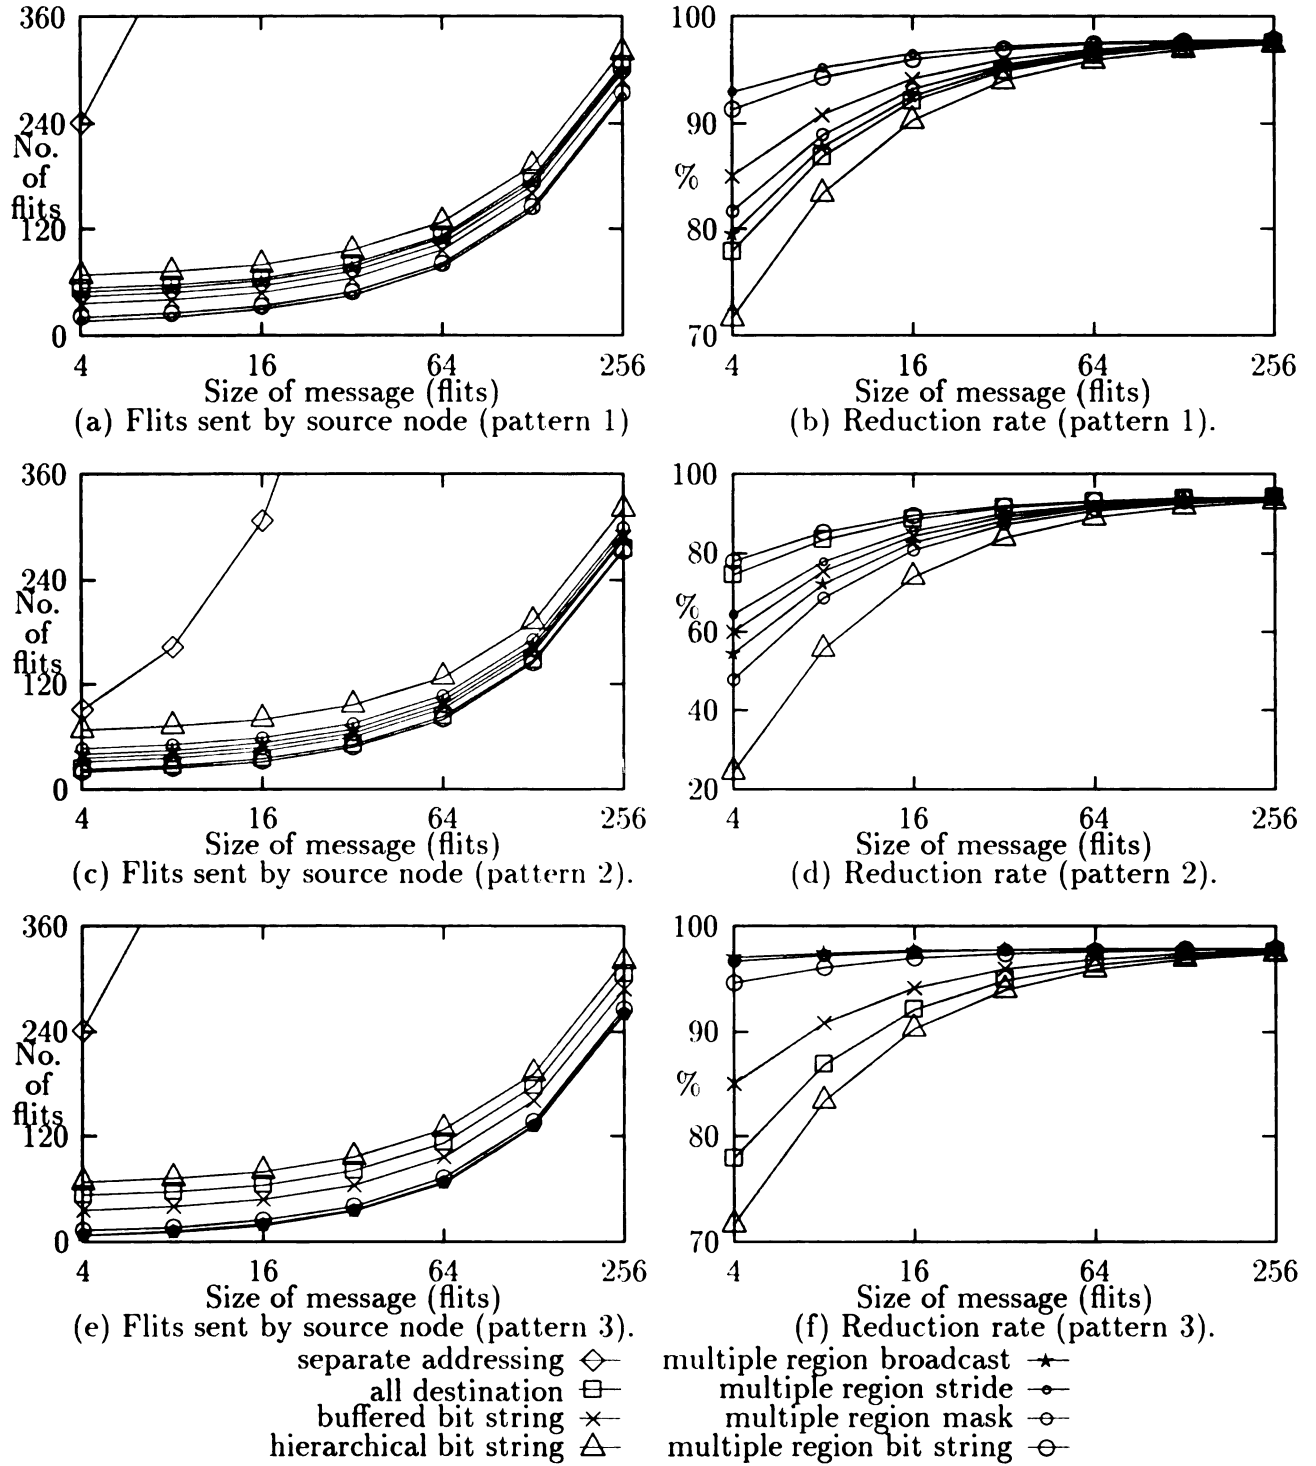 360
240
No.
of
flits
120
0
4 16 64 256
Size of message (flits)
(a) Flits sent by source node (pattern 1)
100
90
%
80
70
4 16 64 256
Size of message (flits)
(b) Reduction rate (pattern 1).
360
240
No.
of
flits
120
0
4 16 64 256
Size of message (flits)
(c) Flits sent by source node (pattern 2).
100
80
%
60
40
20
4 16 64 256
Size of message (flits)
(d) Reduction rate (pattern 2).
360
240
No.
of
flits
120
0
4 16 64 256
Size of message (flits)
(e) Flits sent by source node (pattern 3).
100
90
%
80
70
4 16 64 256
Size of message (flits)
(f) Reduction rate (pattern 3).
separate addressing
all destination
buffered bit string
hierarchical bit string
multiple region broadcast
multiple region stride
multiple region mask
multiple region bit string